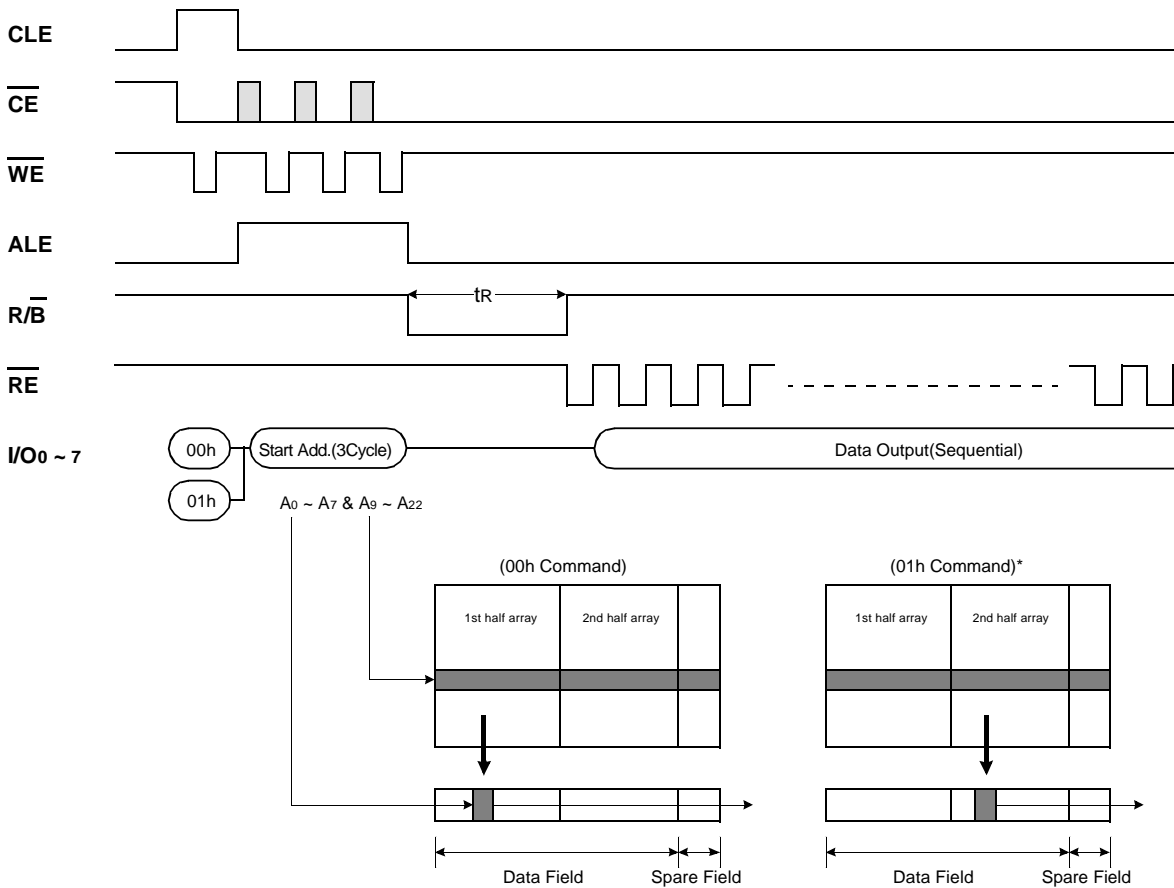 CLE
CE
WE
ALE
R/B
tR
RE
I/O0 ~ 7
00h
Start Add.(3Cycle)
Data Output(Sequential)
01h
A0 ~ A7 & A9 ~ A22
(00h Command)
(01h Command)*
1st half array
2nd half array
1st half array
2nd half array
Data Field
Spare Field
Data Field
Spare Field